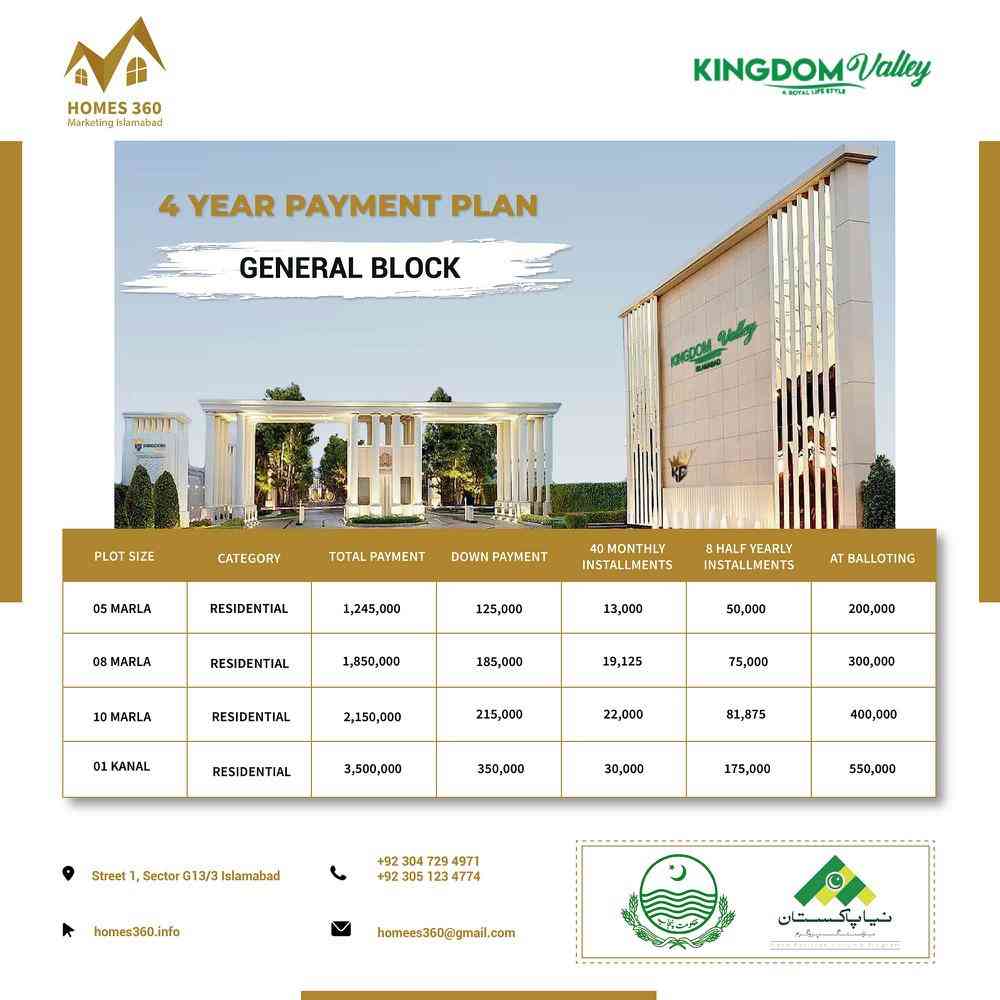 HOMES 360
Marketing Islamabad
KINGDOM Valley
A ROYAL LIFE STYLE
4 YEAR PAYMENT PLAN
GENERAL BLOCK
KINGDOM Valley
ISLAMABAD
KINGDOM
PLOT SIZE CATEGORY TOTAL PAYMENT DOWN PAYMENT 40 MONTHLY INSTALLMENTS 8 HALF YEARLY INSTALLMENTS AT BALLOTING
05 MARLA RESIDENTIAL 1,245,000 125,000 13,000 50,000 200,000
08 MARLA RESIDENTIAL 1,850,000 185,000 19,125 75,000 300,000
10 MARLA RESIDENTIAL 2,150,000 215,000 22,000 81,875 400,000
01 KANAL RESIDENTIAL 3,500,000 350,000 30,000 175,000 550,000
Street 1, Sector G13/3 Islamabad
+92 304 729 4971
+92 305 123 4774
homes360.info
homees360@gmail.com
حکومت پنجاب
نیا پاکستان